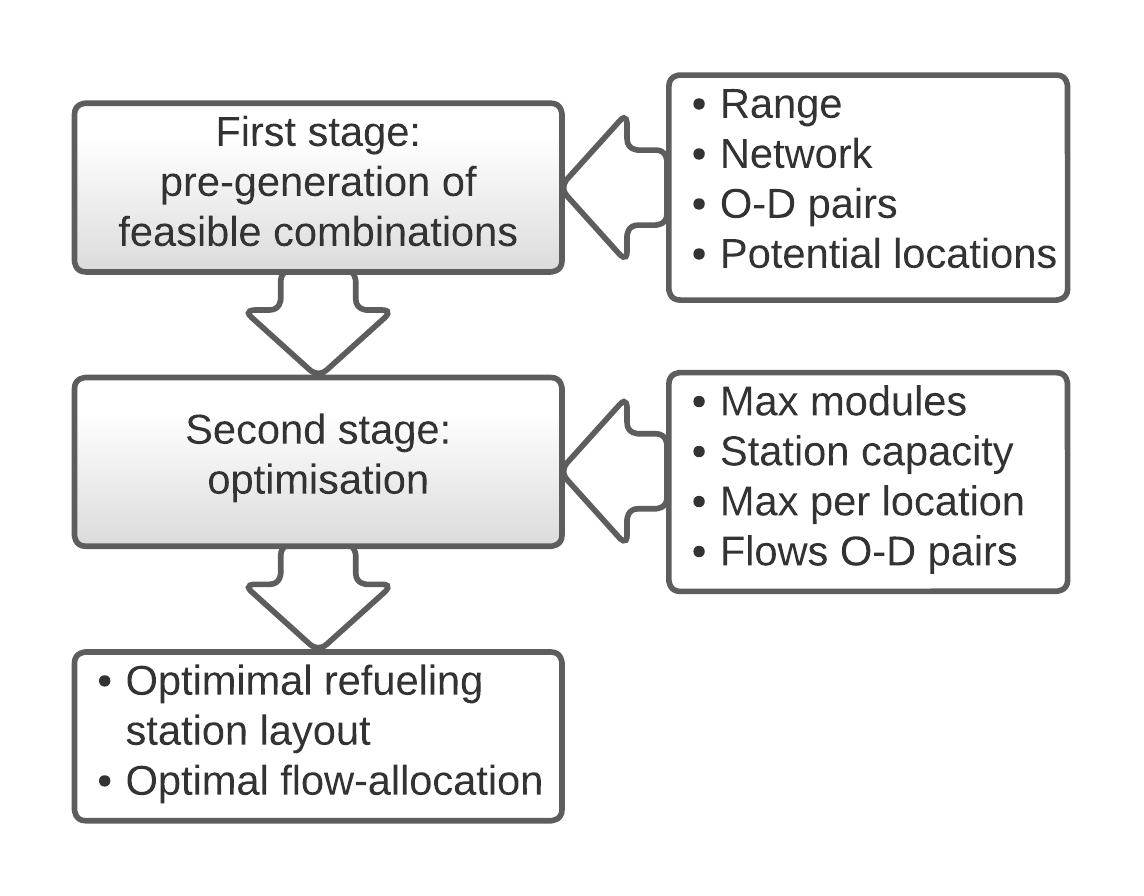 First stage:
pre-generation of
feasible combinations
• Range
• Network
• O-D pairs
• Potential locations
Second stage:
optimisation
• Max modules
• Station capacity
• Max per location
• Flows O-D pairs
• Optimimal refueling
station layout
• Optimal flow-allocation